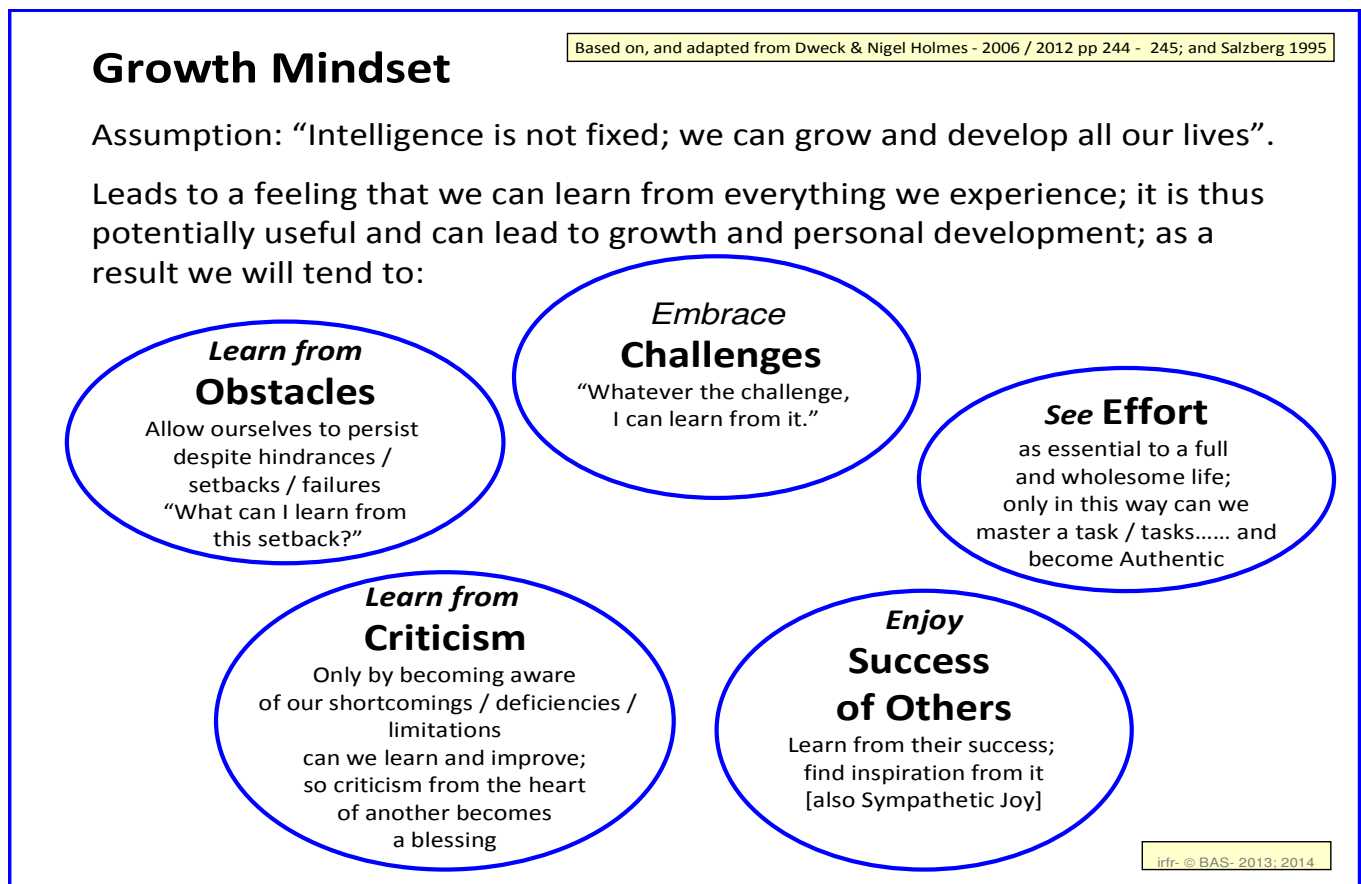 Growth Mindset
Based on, and adapted from Dweck & Nigel Holmes - 2006 / 2012 pp 244 - 245; and Salzberg 1995
Assumption: “Intelligence is not fixed; we can grow and develop all our lives”.
Leads to a feeling that we can learn from everything we experience; it is thus
potentially useful and can lead to growth and personal development; as a
result we will tend to:
Learn from
Obstacles
Allow ourselves to persist
despite hindrances /
setbacks / failures
“What can I learn from
this setback?”
Embrace
Challenges
“Whatever the challenge,
I can learn from it.”
See Effort
as essential to a full
and wholesome life;
only in this way can we
master a task / tasks…… and
become Authentic
Learn from
Criticism
Only by becoming aware
of our shortcomings / deficiencies /
limitations
can we learn and improve;
so criticism from the heart
of another becomes
a blessing
Enjoy
Success
of Others
Learn from their success;
find inspiration from it
[also Sympathetic Joy]
irfr- © BAS- 2013; 2014